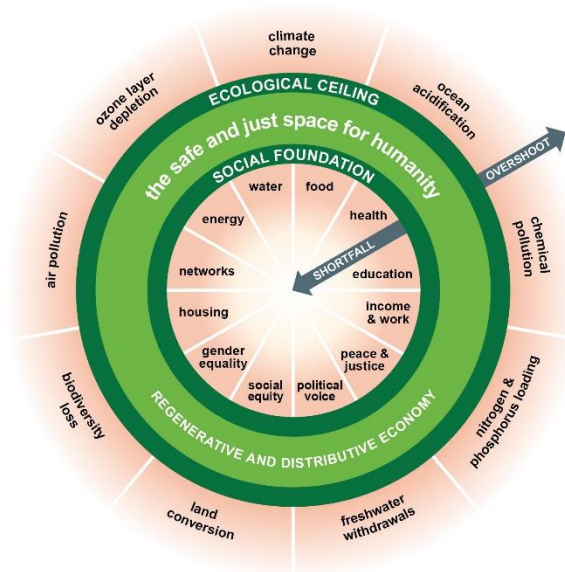 climate
change
ocean
acidification
chemical
pollution
nitrogen &
phosphorus loading
freshwater
withdrawals
land
conversion
biodiversity
loss
air pollution
ozone layer
depletion
OVERSHOOT
ECOLOGICAL CEILING
the safe and just space for humanity
SOCIAL FOUNDATION
water
food
health
SHORTFALL
education
income
& work
peace &
justice
political
voice
social
equity
gender
equality
housing
networks
energy
REGENERATIVE AND DISTRIBUTIVE ECONOMY